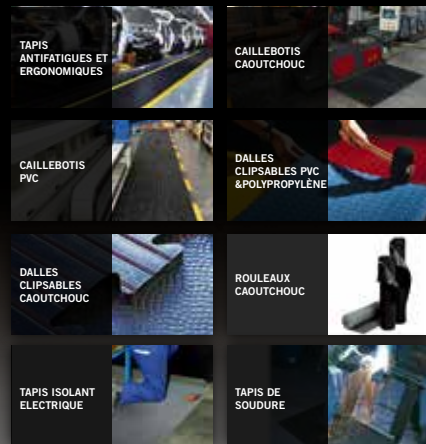 TAPIS
ANTIFATIGUES ET
ERGONOMIQUES
CAILLEBOTIS
CAOUTCHOUC
CAILLEBOTIS
PVC
DALLES
CLIPSABLES PVC
&POLYPROPYLÈNE
DALLES
CLIPSABLES
CAOUTCHOUC
ROULEAUX
CAOUTCHOUC
TAPIS ISOLANT
ELECTRIQUE
TAPIS DE
SOUDURE